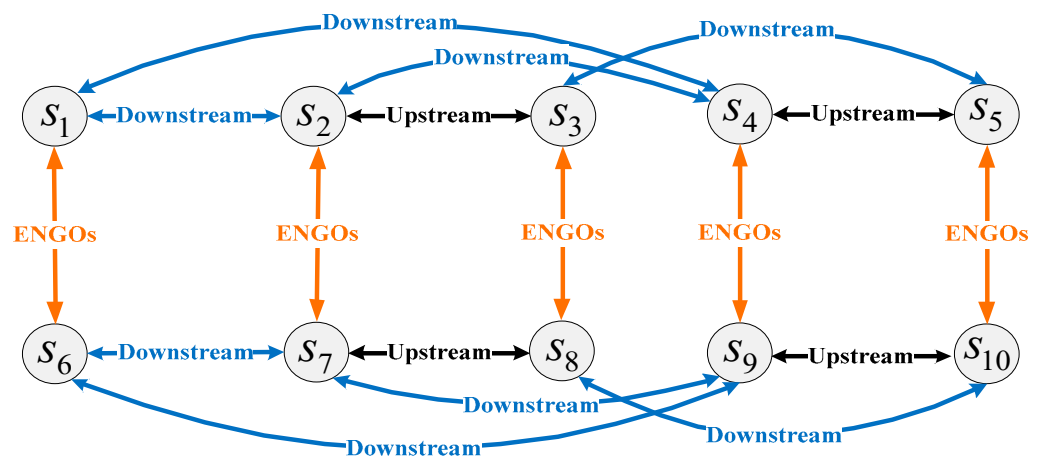 Downstream
Downstream
Downstream
S1 Downstream S2 Upstream S3 S4 Upstream S5
ENGOs ENGOs ENGOs ENGOs ENGOs
S6 Downstream S7 Upstream S8 S9 Upstream S10
Downstream
Downstream
Downstream